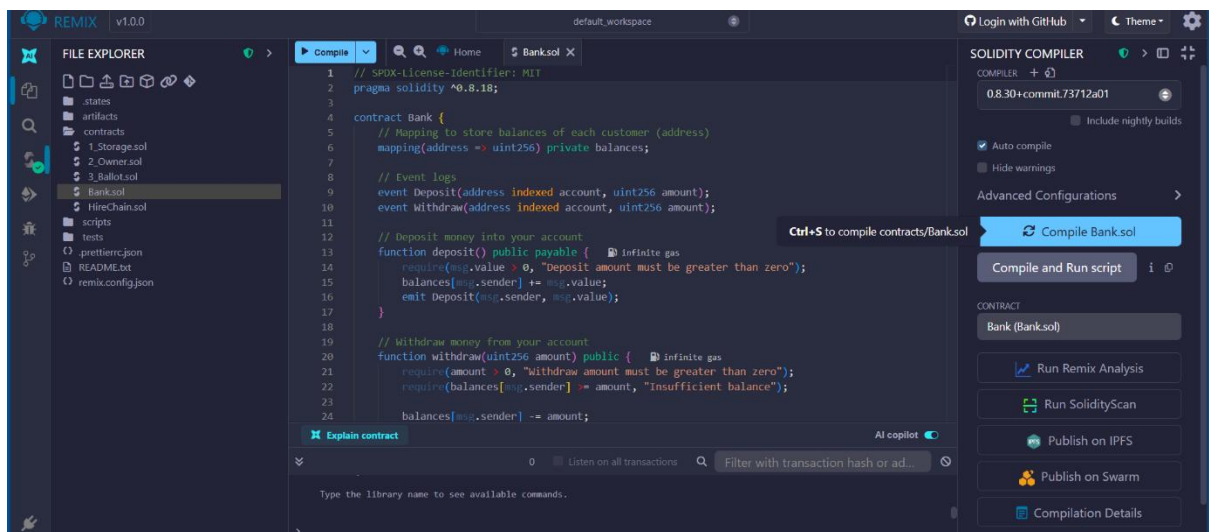 REMIX v1.0.0
default_workspace
Login with GitHub
Theme
FILE EXPLORER
.states
artifacts
contracts
1_Storage.sol
2_Owner.sol
3_Ballot.sol
Bank.sol
HireChain.sol
scripts
tests
.prettierrc.json
README.txt
remix.config.json
Compile
Home
Bank.sol
1 // SPDX-License-Identifier: MIT
2 pragma solidity ^0.8.18;
3
4 contract Bank {
5 // Mapping to store balances of each customer (address)
6 mapping(address => uint256) private balances;
7
8 // Event logs
9 event Deposit(address indexed account, uint256 amount);
10 event Withdraw(address indexed account, uint256 amount);
11
12 // Deposit money into your account
13 function deposit() public payable { infinite gas
14 require(msg.value > 0, "Deposit amount must be greater than zero");
15 balances[msg.sender] += msg.value;
16 emit Deposit(msg.sender, msg.value);
17 }
18
19 // Withdraw money from your account
20 function withdraw(uint256 amount) public { infinite gas
21 require(amount > 0, "Withdraw amount must be greater than zero");
22 require(balances[msg.sender] >= amount, "Insufficient balance");
23
24 balances[msg.sender] -= amount;
Explain contract
AI copilot
0 Listen on all transactions
Filter with transaction hash or ad...
Type the library name to see available commands.
>
SOLIDITY COMPILER
COMPILER
0.8.30+commit.73712a01
Include nightly builds
Auto compile
Hide warnings
Advanced Configurations
Ctrl+S to compile contracts/Bank.sol
Compile Bank.sol
Compile and Run script
CONTRACT
Bank (Bank.sol)
Run Remix Analysis
Run SolidityScan
Publish on IPFS
Publish on Swarm
Compilation Details